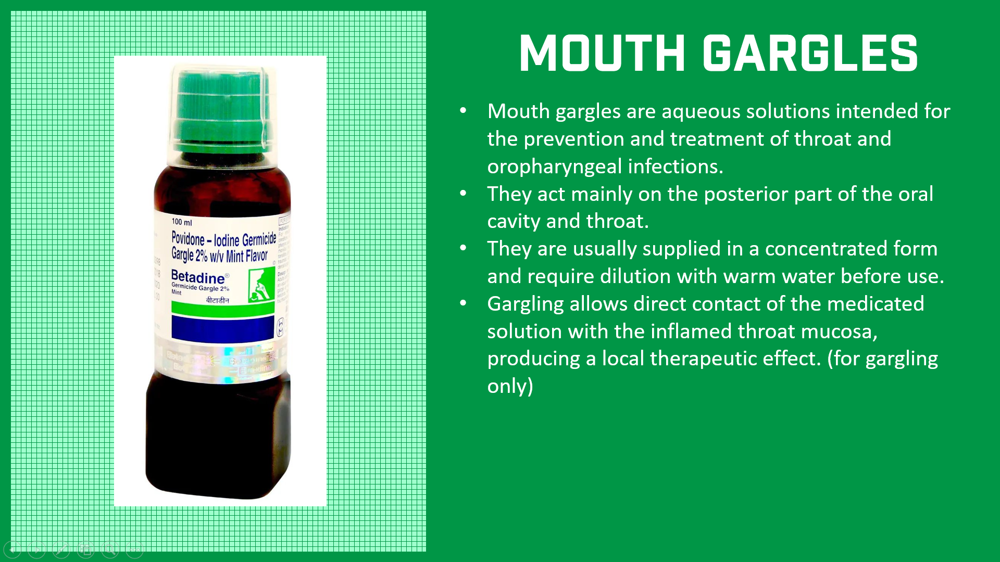 MOUTH GARGLES
• Mouth gargles are aqueous solutions intended for
the prevention and treatment of throat and
oropharyngeal infections.
• They act mainly on the posterior part of the oral
cavity and throat.
• They are usually supplied in a concentrated form
and require dilution with warm water before use.
• Gargling allows direct contact of the medicated
solution with the inflamed throat mucosa,
producing a local therapeutic effect. (for gargling
only)
100 ml
Povidone – Iodine Germicide
Gargle 2% w/v Mint Flavor
Betadine®
Germicide Gargle 2%
Mint
बीटाडीन